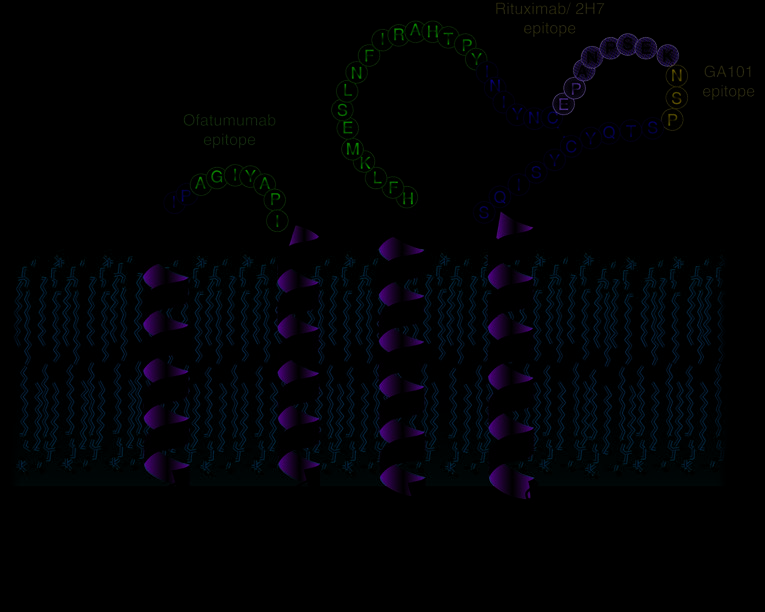 Rituximab/ 2H7
epitope
GA101
epitope
Ofatumumab
epitope
P A G I Y A P I
H F L K M E S L N F I R A H T P Y
N I Y N C E P A N P S E K N S P S T Q Y C Y S I Q S